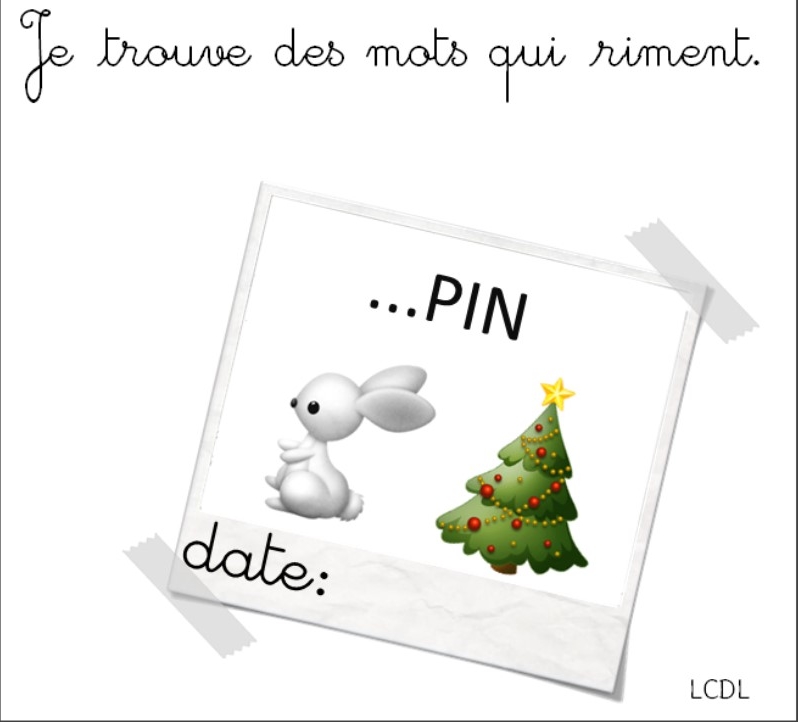 Je trouve des mots qui riment.
...PIN
date:
LCDL